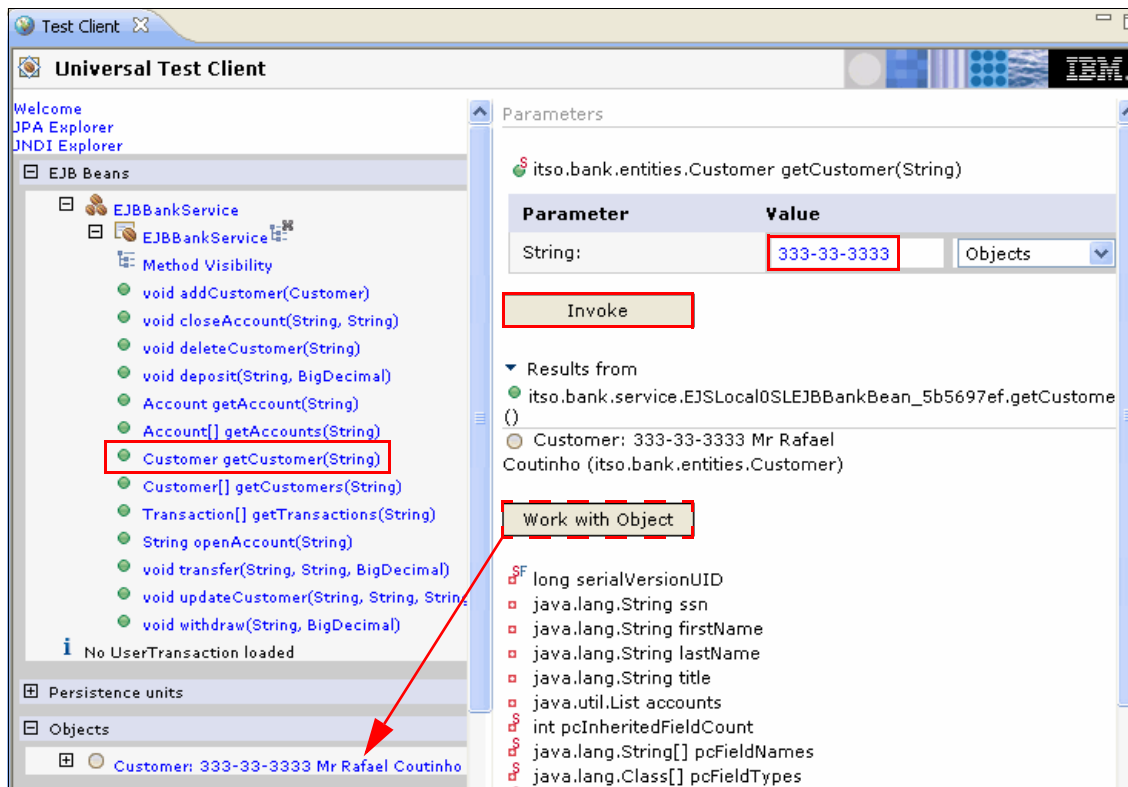 Test Client
Universal Test Client
IBM.
Welcome
JPA Explorer
JNDI Explorer
EJB Beans
EJBBankService
EJBBankService
Method Visibility
void addCustomer(Customer)
void closeAccount(String, String)
void deleteCustomer(String)
void deposit(String, BigDecimal)
Account getAccount(String)
Account[] getAccounts(String)
Customer getCustomer(String)
Customer[] getCustomers(String)
Transaction[] getTransactions(String)
String openAccount(String)
void transfer(String, String, BigDecimal)
void updateCustomer(String, String, String
void withdraw(String, BigDecimal)
i No UserTransaction loaded
Persistence units
Objects
Customer: 333-33-3333 Mr Rafael Coutinho
Parameters
S itso.bank.entities.Customer getCustomer(String)
Parameter Value
String: 333-33-3333 Objects
Invoke
Results from
itso.bank.service.EJSLocal0SLEJBBankBean_5b5697ef.getCustome
()
Customer: 333-33-3333 Mr Rafael
Coutinho (itso.bank.entities.Customer)
Work with Object
SF long serialVersionUID
java.lang.String ssn
java.lang.String firstName
java.lang.String lastName
java.lang.String title
java.util.List accounts
S int pcInheritedFieldCount
S java.lang.String[] pcFieldNames
S java.lang.Class[] pcFieldTypes